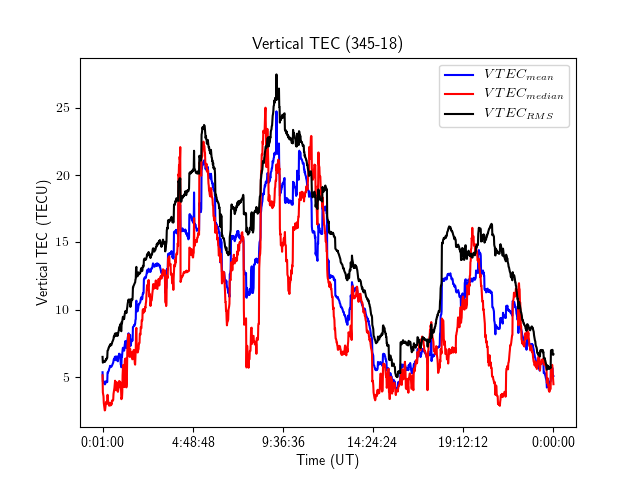 Vertical TEC (345-18)
VTEC_mean
VTEC_median
VTEC_RMS
25
20
15
10
5
Vertical TEC (TECU)
0:01:00 4:48:48 9:36:36 14:24:24 19:12:12 0:00:00
Time (UT)